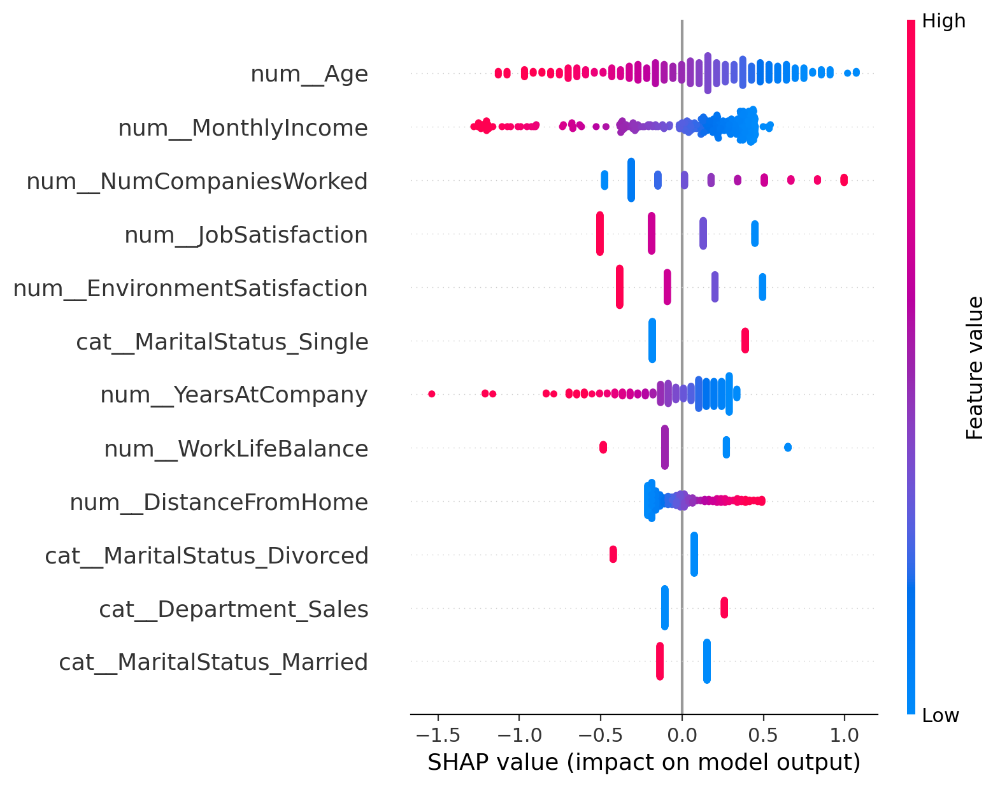 High
num__Age
num__MonthlyIncome
num__NumCompaniesWorked
num__JobSatisfaction
num__EnvironmentSatisfaction
cat__MaritalStatus_Single
num__YearsAtCompany
num__WorkLifeBalance
num__DistanceFromHome
cat__MaritalStatus_Divorced
cat__Department_Sales
cat__MaritalStatus_Married
Feature value
Low
−1.5 −1.0 −0.5 0.0 0.5 1.0
SHAP value (impact on model output)